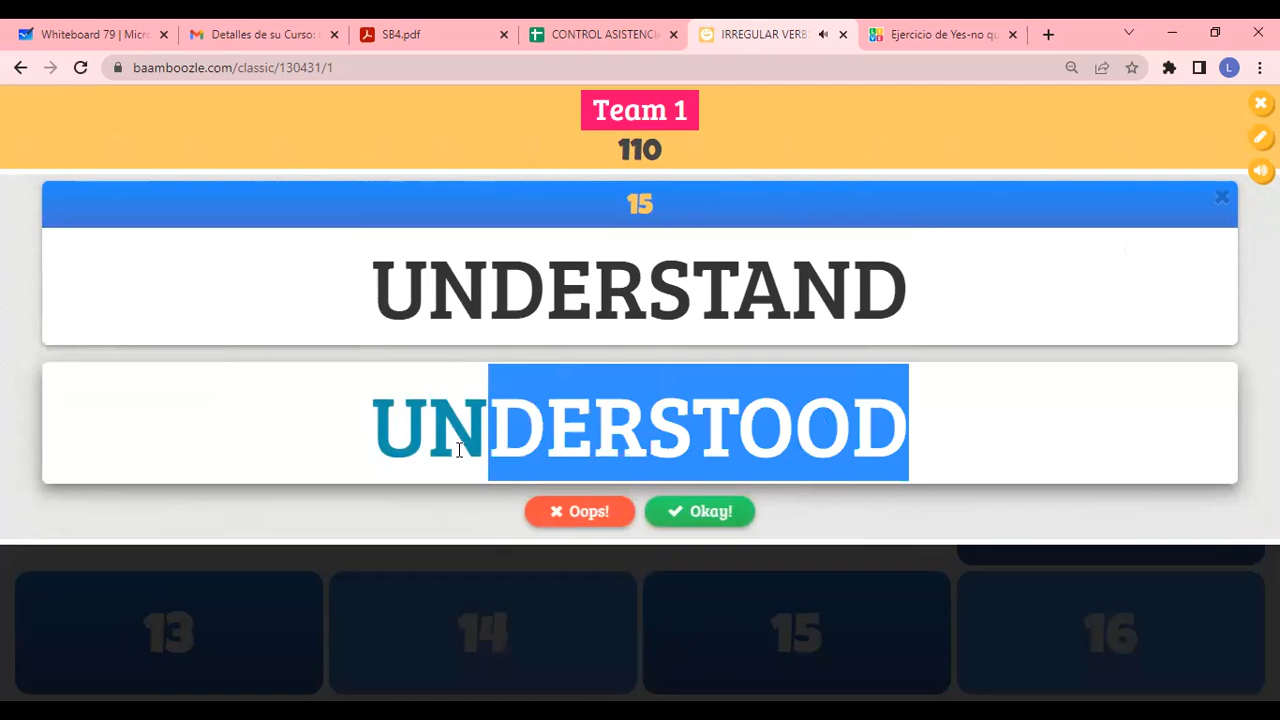 Whiteboard 79 | Micr
Detalles de su Curso:
SB4.pdf
CONTROL ASISTENCI
IRREGULAR VERB
Ejercicio de Yes-no qu
baamboozle.com/classic/130431/1
L
Team 1
110
15
UNDERSTAND
UNDERSTOOD
Oops!
Okay!
13
14
15
16